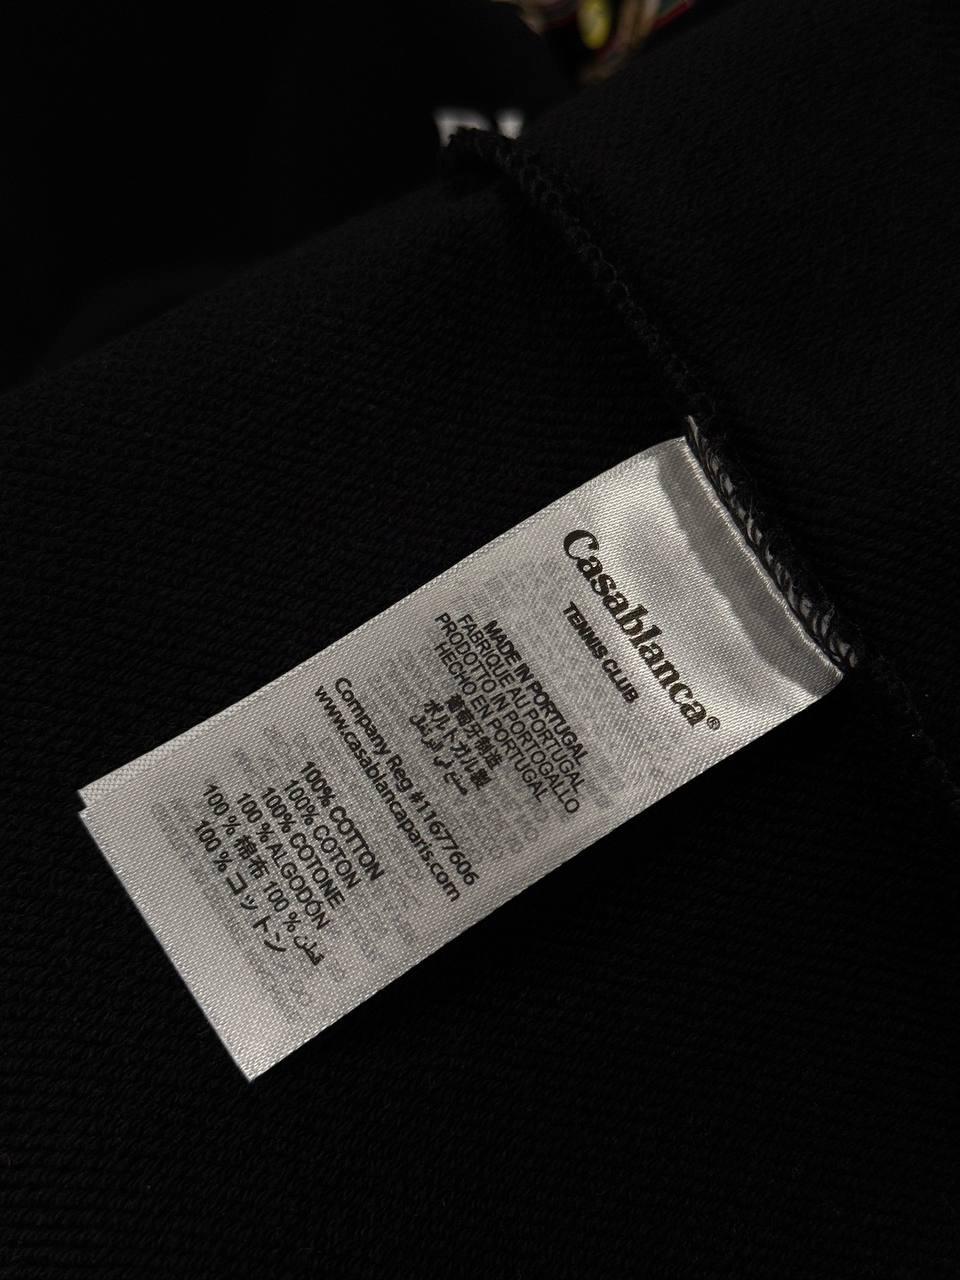 Casablanca®
TENNIS CLUB
MADE IN PORTUGAL
FABRIQUE AU PORTUGAL
PRODOTTO IN PORTOGALLO
HECHO EN PORTUGAL
葡萄牙制造
ポルトガル製
Company Reg #11677606
www.casablancaparis.com
100% COTTON
100% COTON
100% COTONE
100 % ALGODÓN
100 % 棉布 100 % قطن
100 % コットン